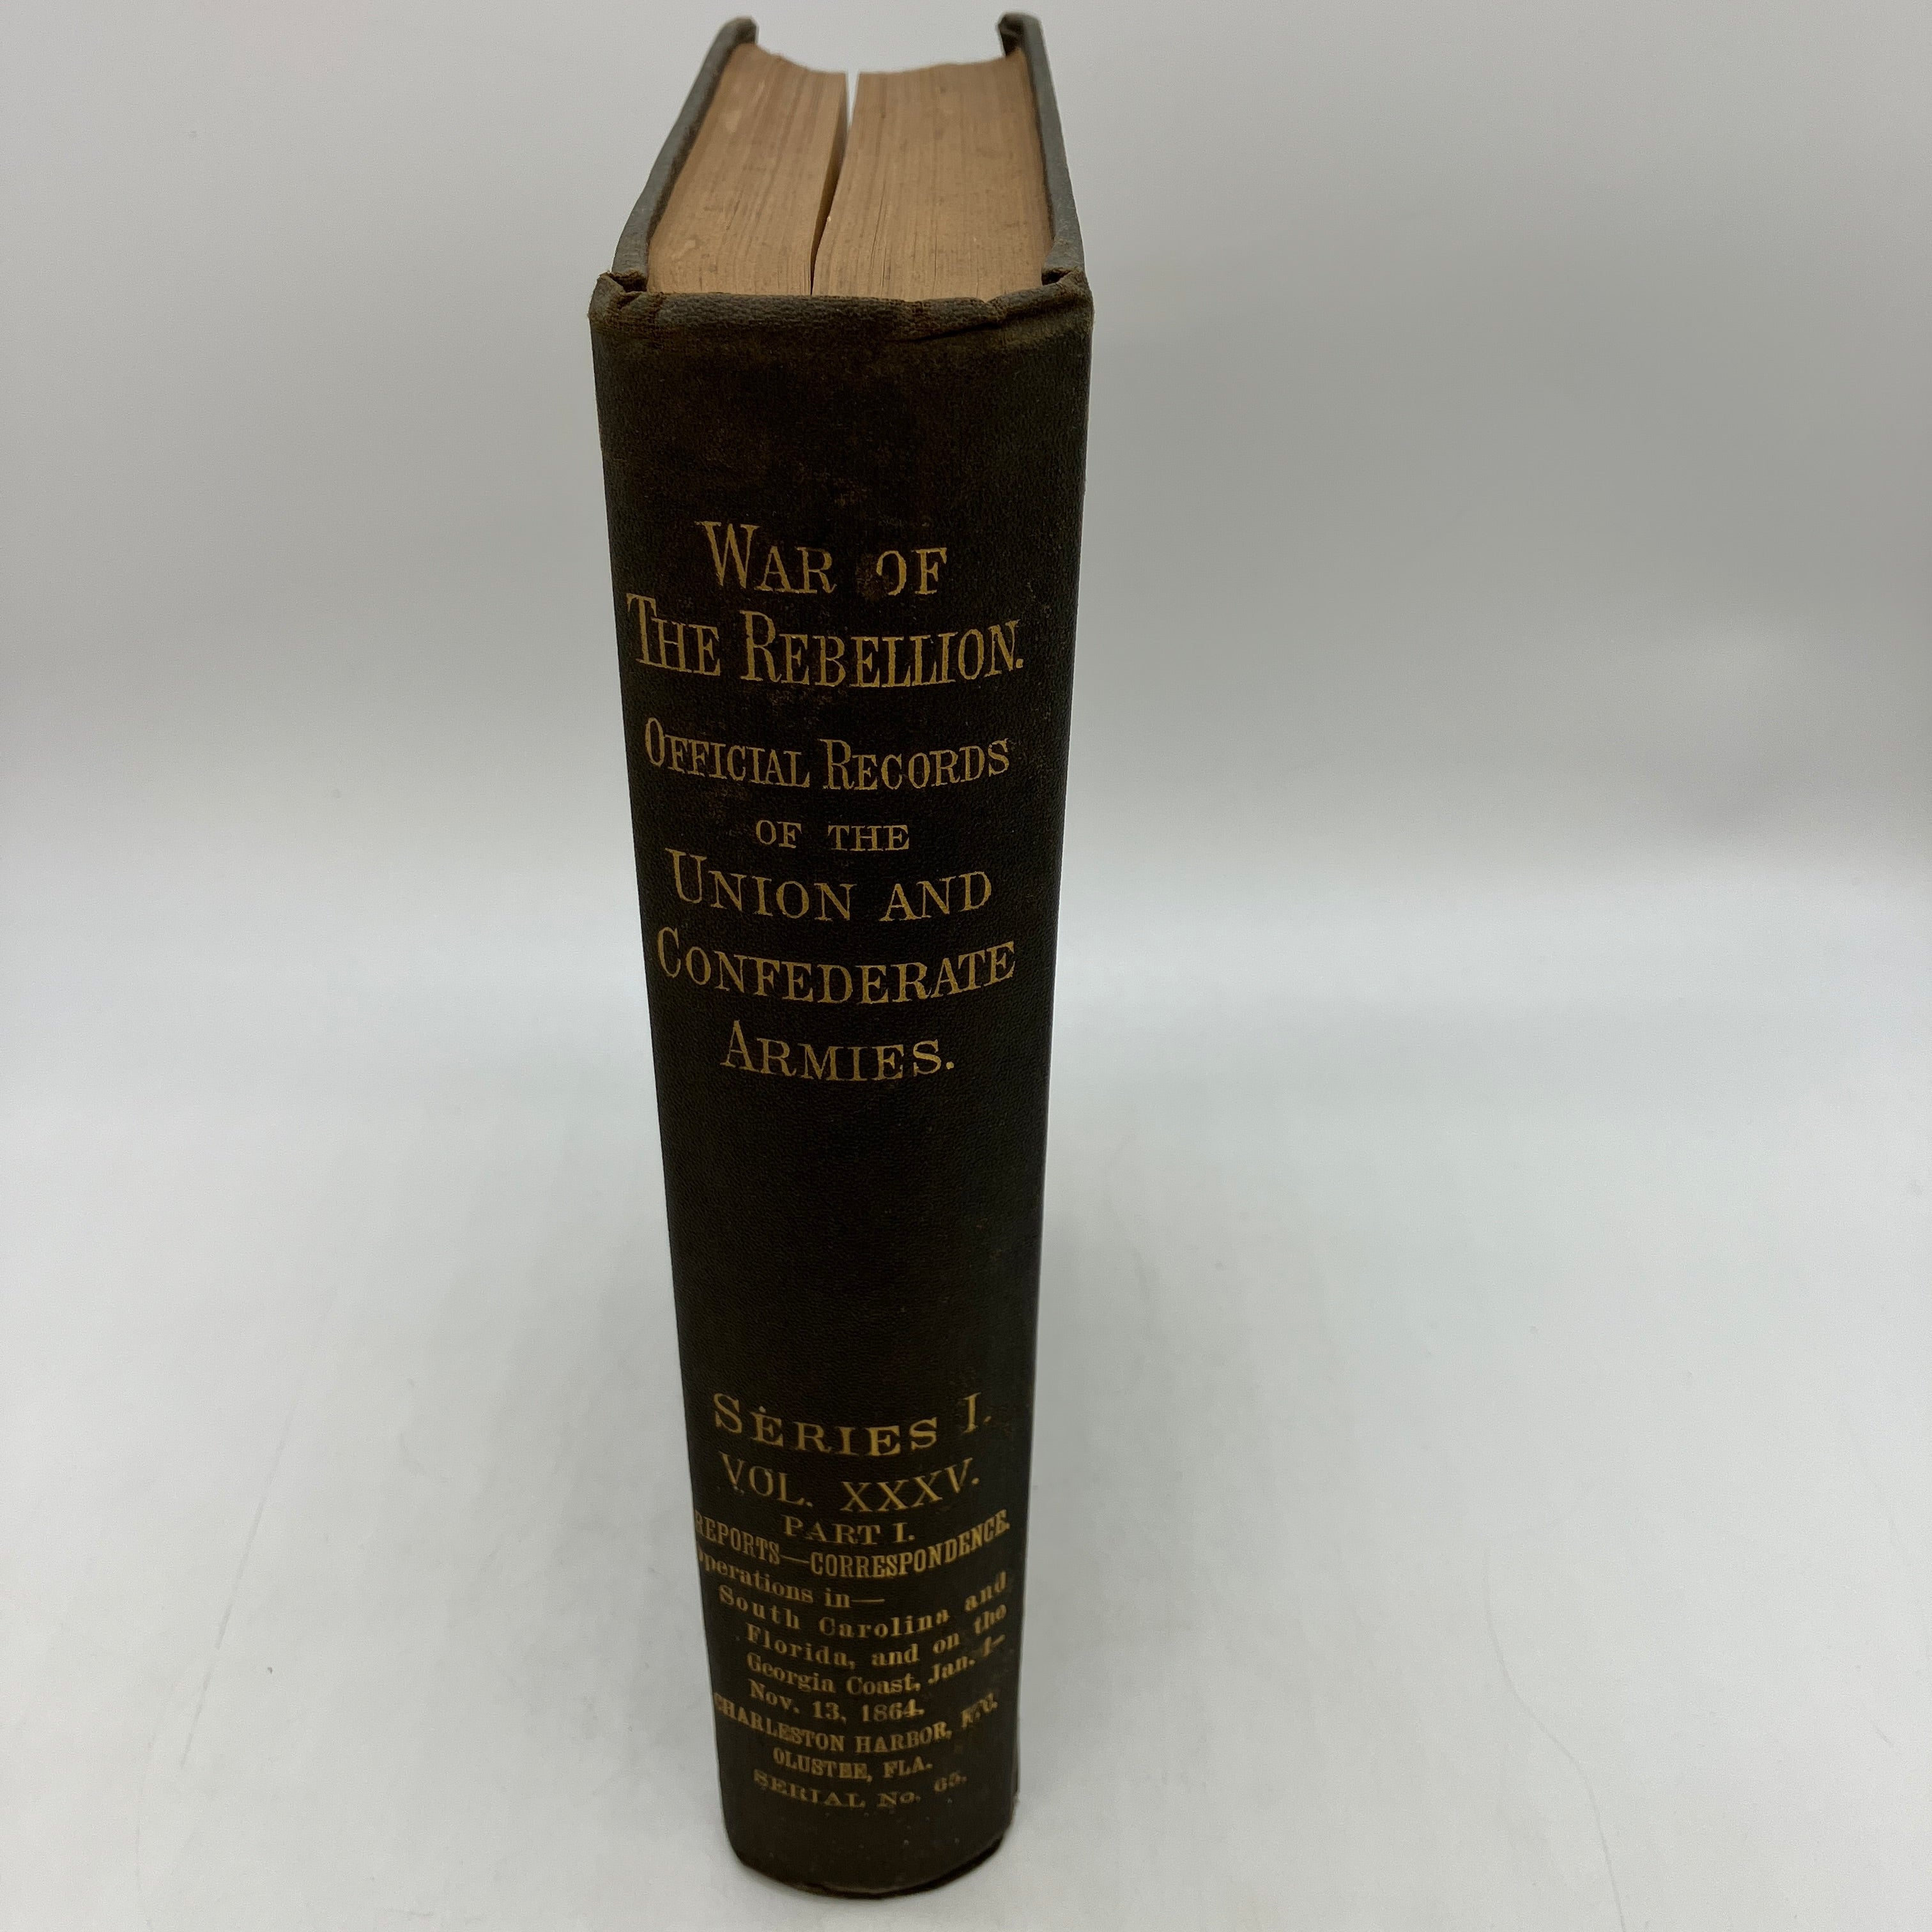 WAR OF
THE REBELLION.
OFFICIAL RECORDS
OF THE
UNION AND
CONFEDERATE
ARMIES.
SERIES I.
VOL. XXXV.
PART I.
REPORTS—CORRESPONDENCE.
Operations in—
South Carolina and
Florida, and on the
Georgia Coast, Jan. 1–
Nov. 13, 1864.
CHARLESTON HARBOR, ETC.
OLUSTEE, FLA.
SERIAL No. 65.